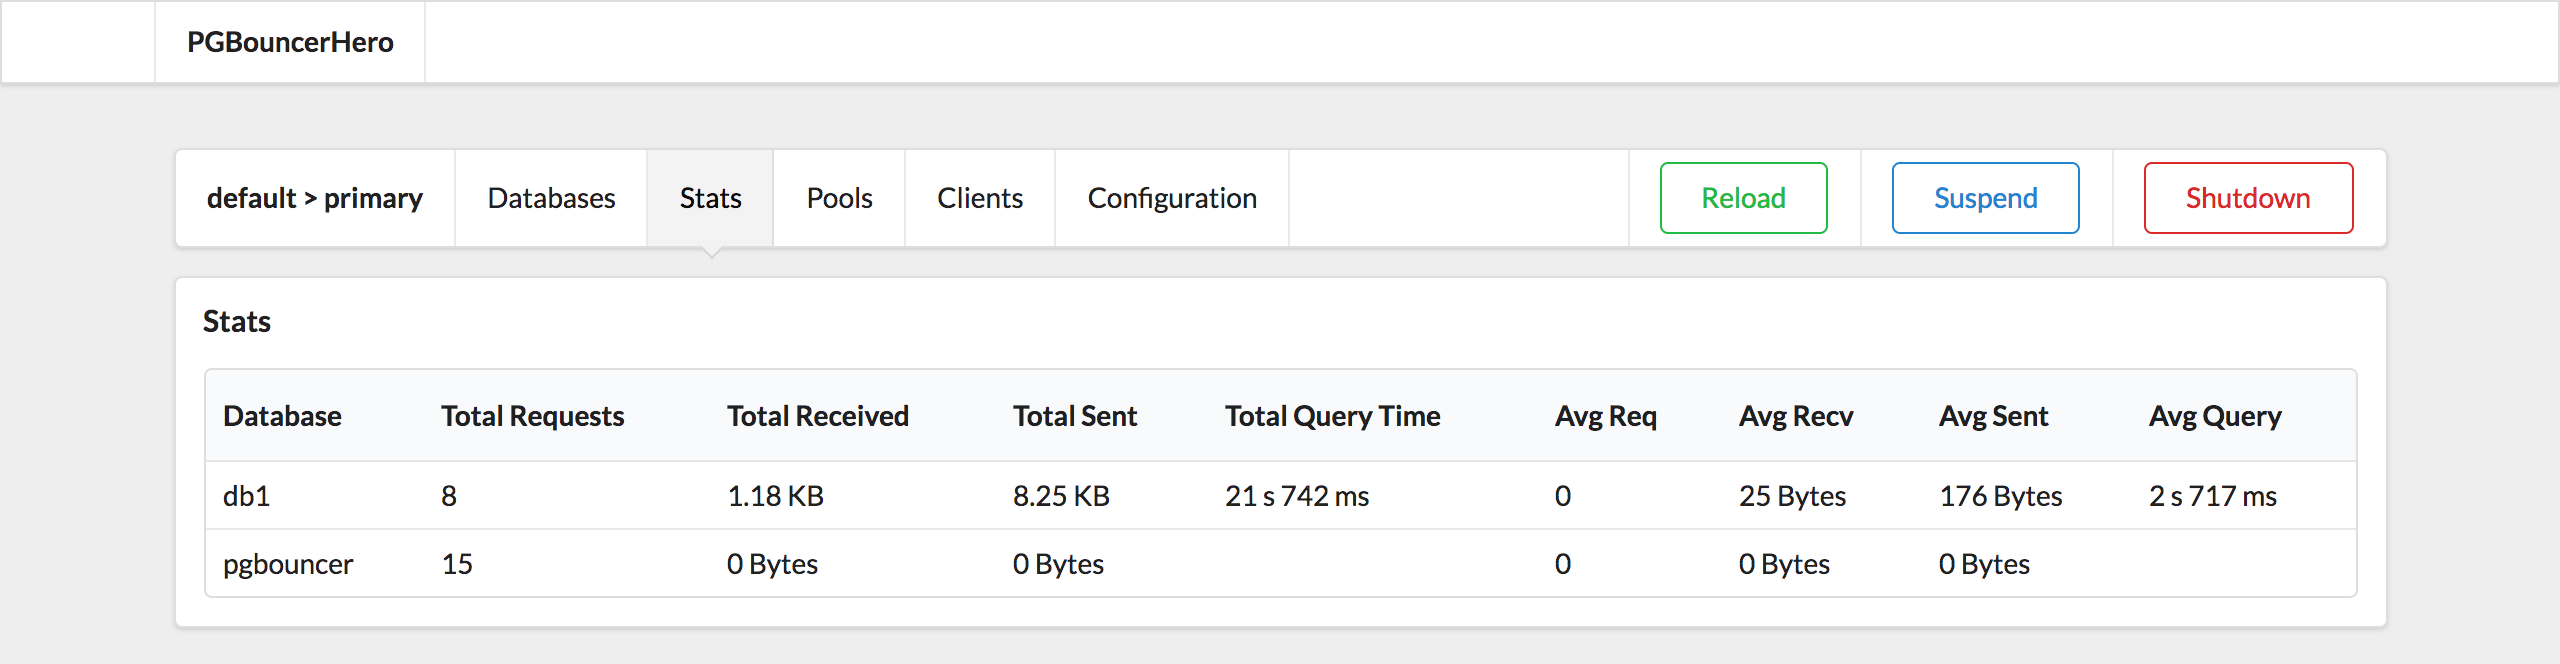 PGBouncerHero
default > primary Databases Stats Pools Clients Configuration Reload Suspend Shutdown
Stats
Database Total Requests Total Received Total Sent Total Query Time Avg Req Avg Recv Avg Sent Avg Query
db1 8 1.18 KB 8.25 KB 21 s 742 ms 0 25 Bytes 176 Bytes 2 s 717 ms
pgbouncer 15 0 Bytes 0 Bytes 0 0 Bytes 0 Bytes